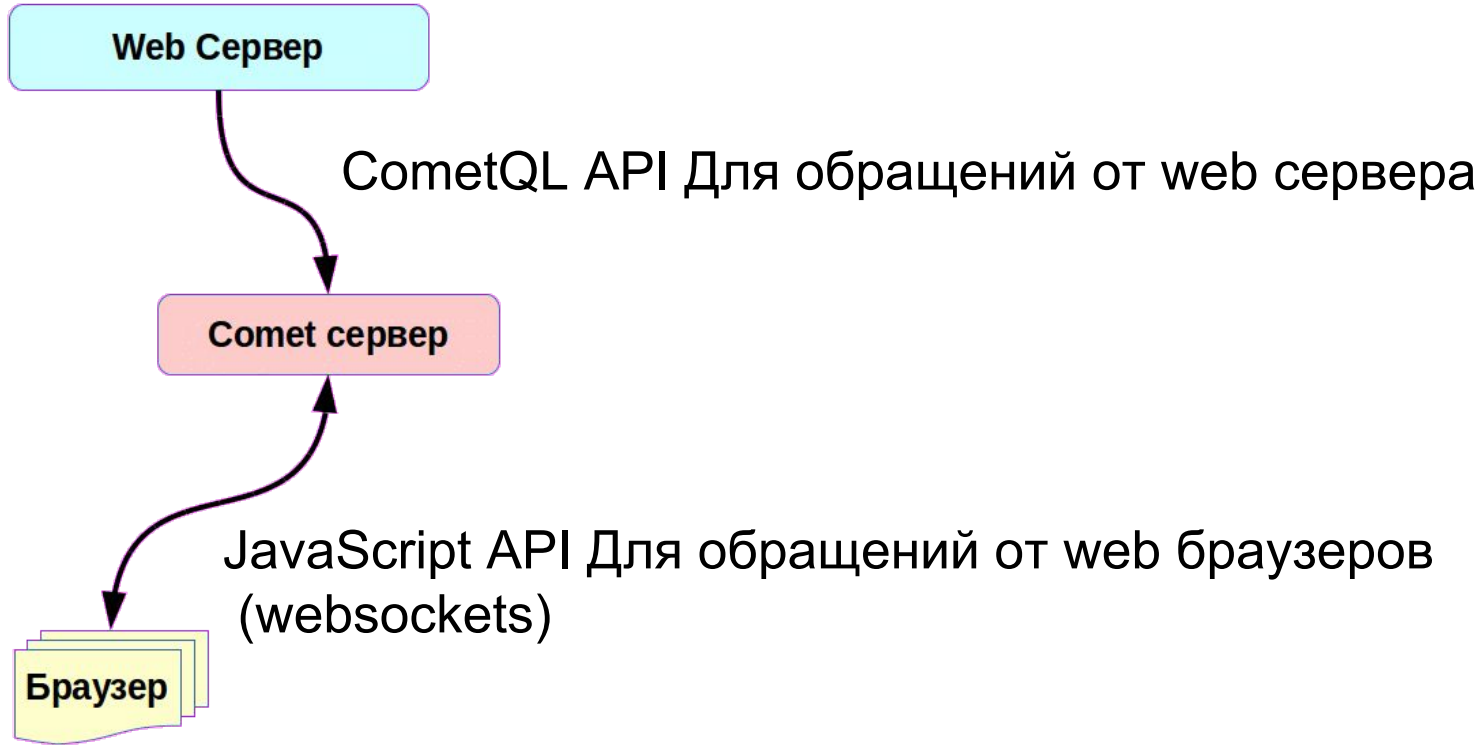 Web Сервер
CometQL API Для обращений от web сервера
Comet сервер
JavaScript API Для обращений от web браузеров
(websockets)
Браузер